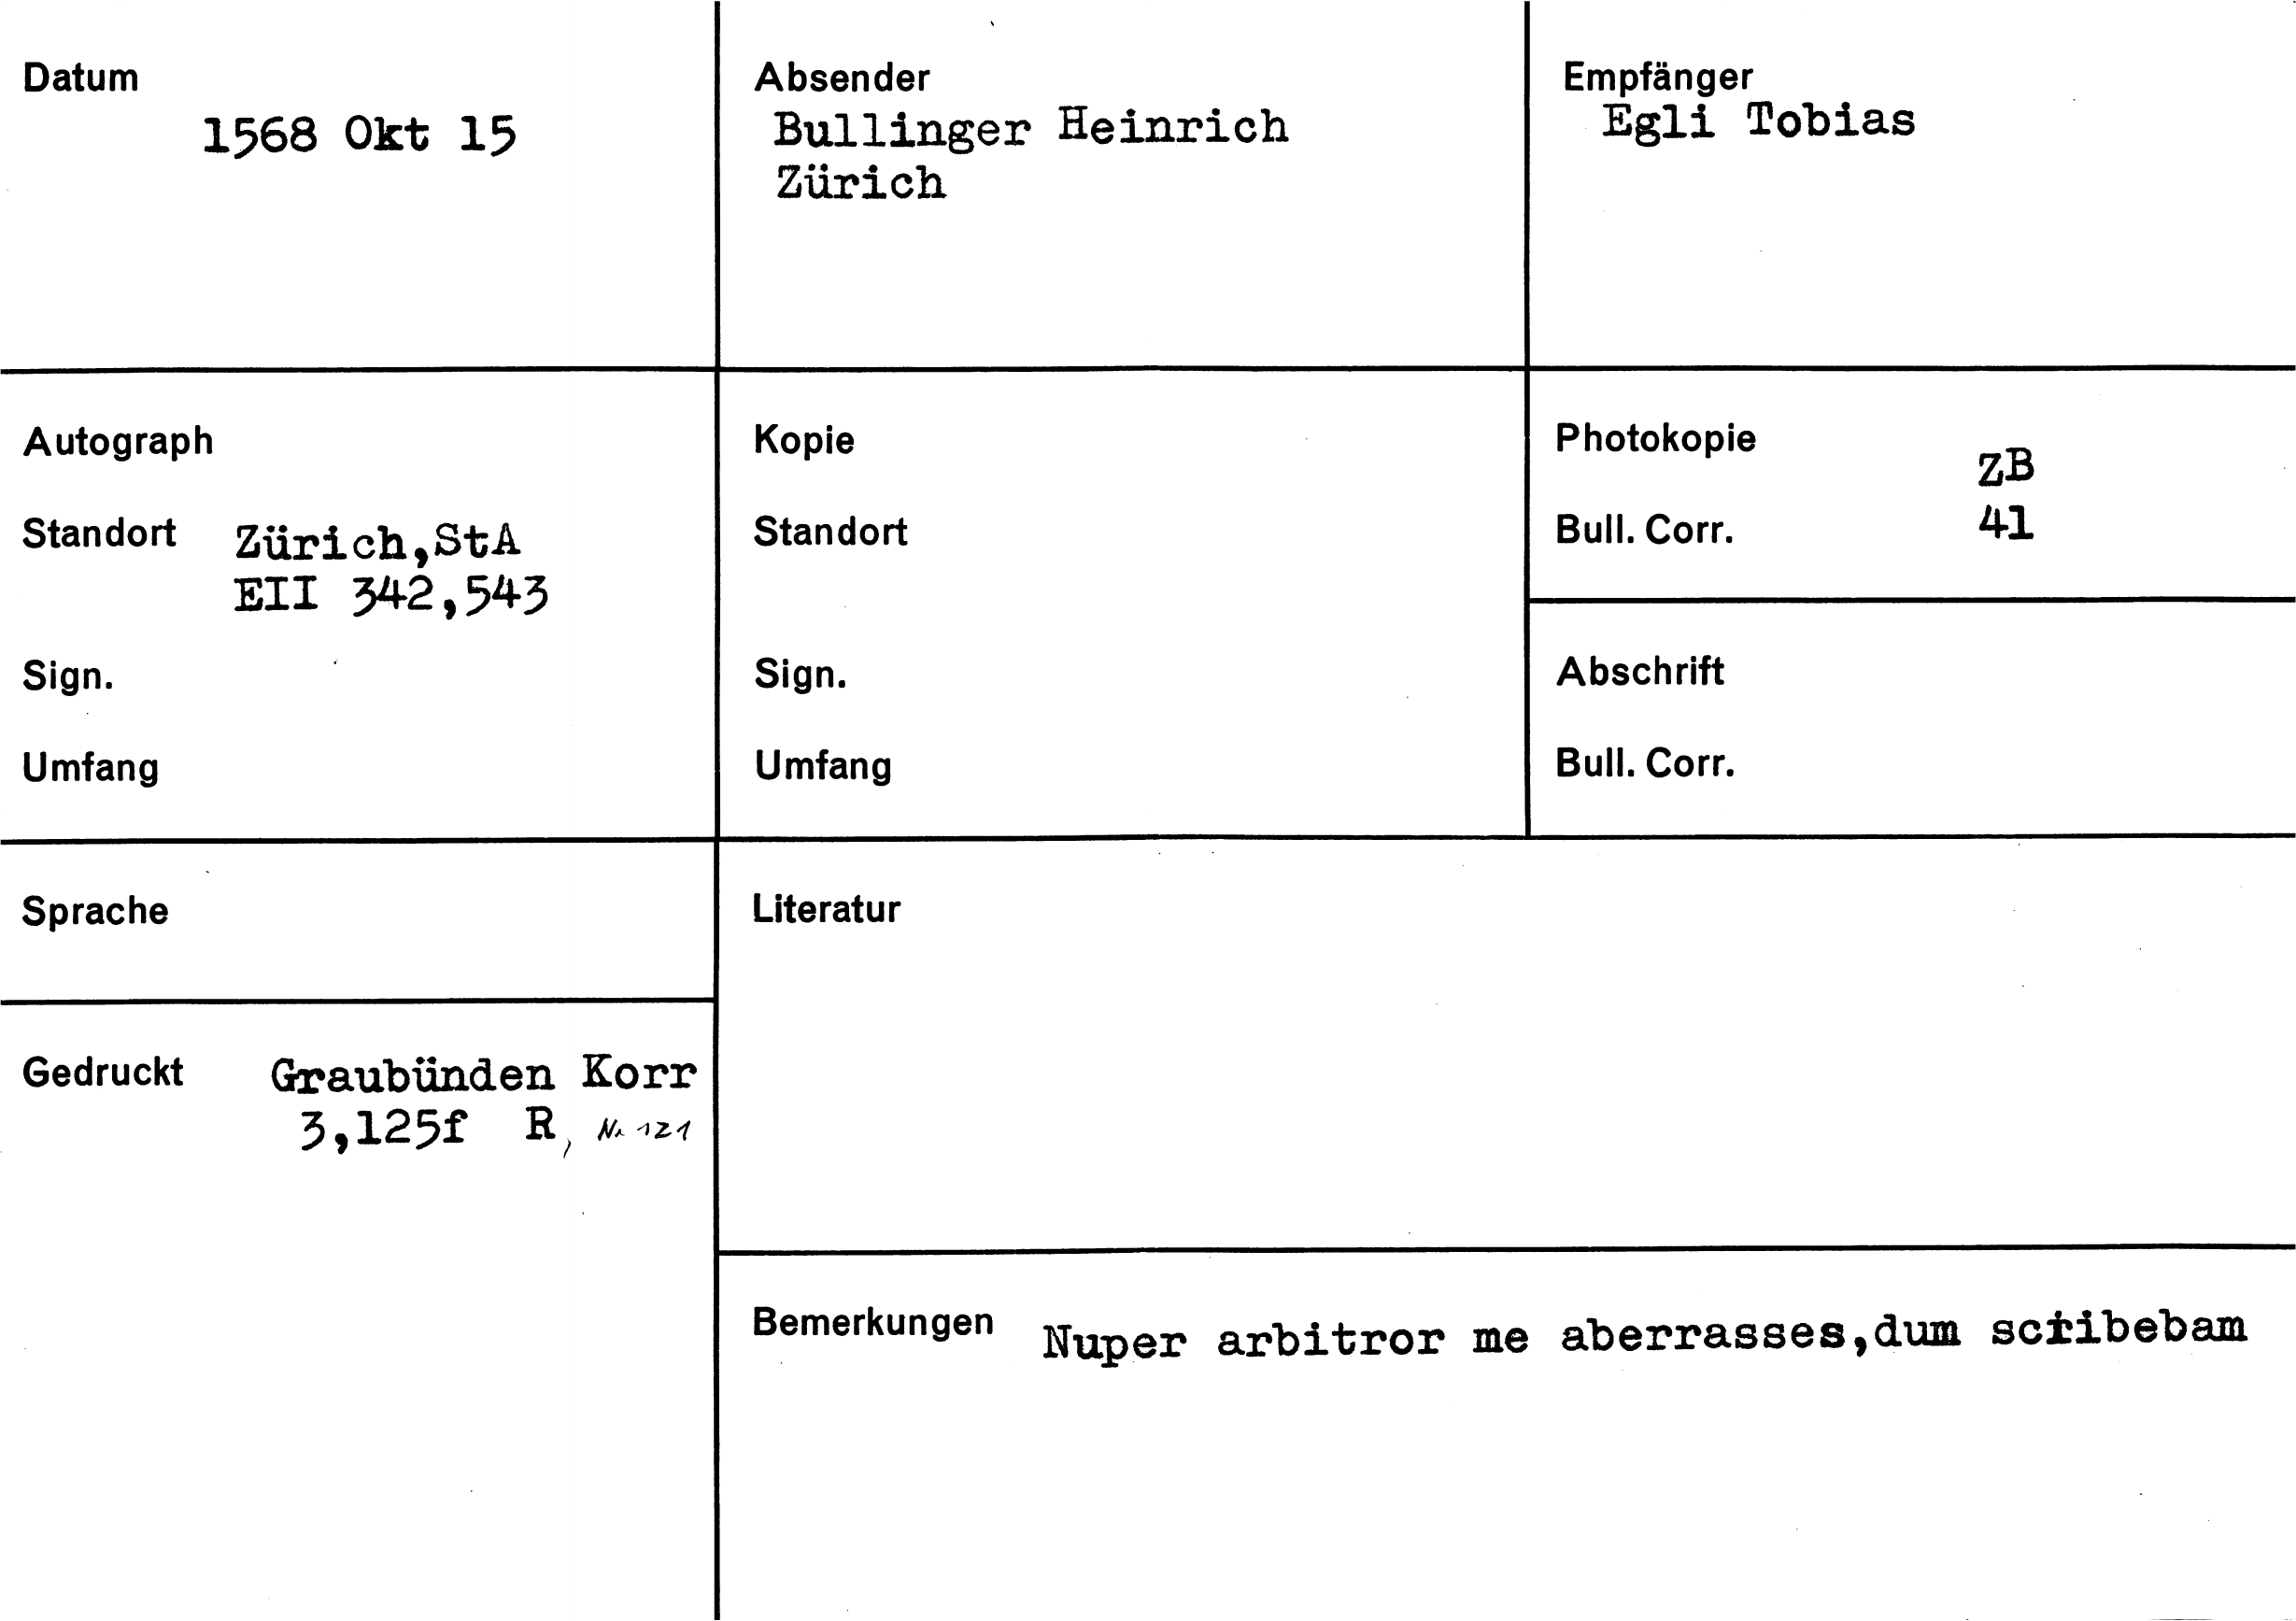 Datum
1568 Okt 15
Absender
Bullinger Heinrich
Zürich
Empfänger
Egli Tobias
Autograph
Standort Zürich,StA
EII 342,543
Sign.
Umfang
Kopie
Standort
Sign.
Umfang
Photokopie
ZB
Bull. Corr. 41
Abschrift
Bull. Corr.
Sprache
Literatur
Gedruckt Graubünden Korr
3,125f R, Nr 121
Bemerkungen Nuper arbitror me aberrasses,dum scribebam